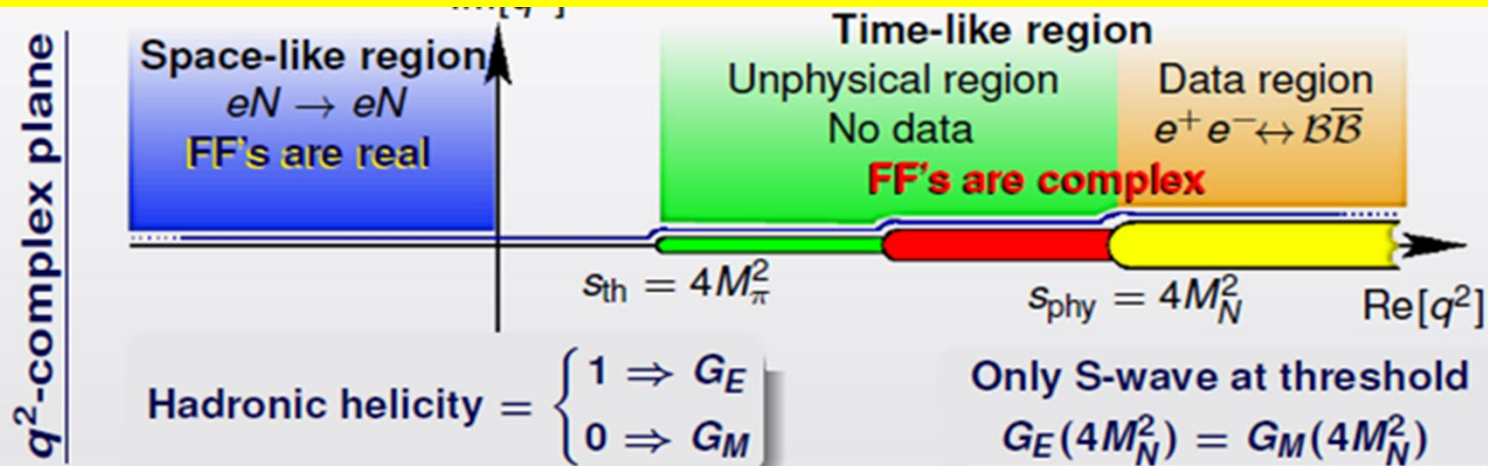 q²-complex plane
Space-like region
eN → eN
FF's are real
Time-like region
Unphysical region
No data
Data region
e⁺e⁻ ↔ ℬℬ̅
FF's are complex
s_th = 4M_π²
s_phy = 4M_N²
Re[q²]
Hadronic helicity = { 1 ⇒ G_E
0 ⇒ G_M
Only S-wave at threshold
G_E(4M_N²) = G_M(4M_N²)